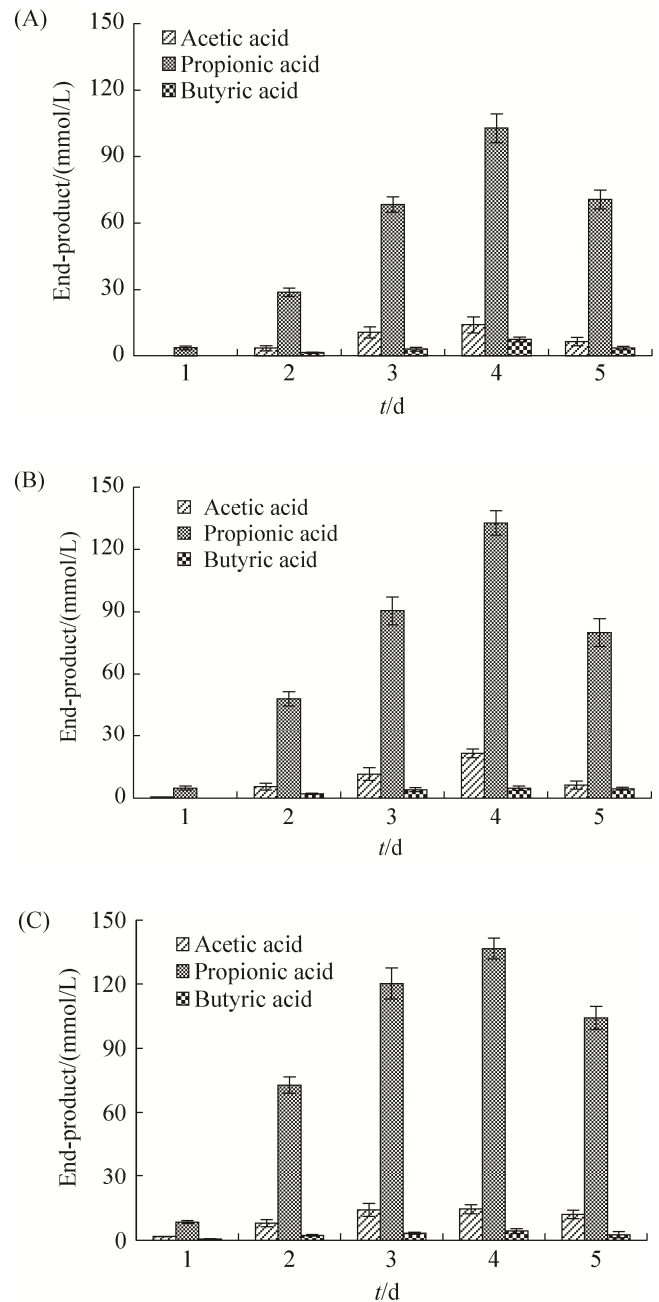 (A)
150
120
90
60
30
0
End-product/(mmol/L)
Acetic acid
Propionic acid
Butyric acid
1 2 3 4 5
t/d
(B)
150
120
90
60
30
0
End-product/(mmol/L)
Acetic acid
Propionic acid
Butyric acid
1 2 3 4 5
t/d
(C)
150
120
90
60
30
0
End-product/(mmol/L)
Acetic acid
Propionic acid
Butyric acid
1 2 3 4 5
t/d